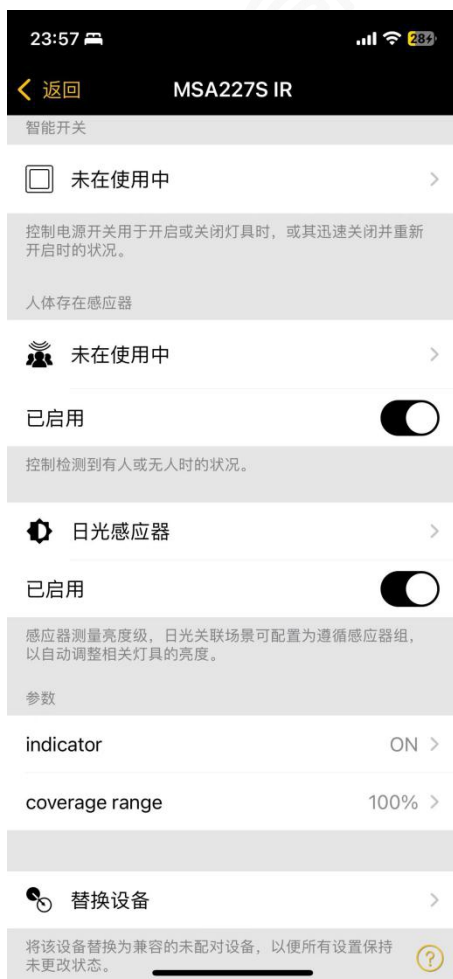 23:57
28
返回
MSA227S IR
智能开关
未在使用中
控制电源开关用于开启或关闭灯具时，或其迅速关闭并重新
开启时的状况。
人体存在感应器
未在使用中
已启用
控制检测到有人或无人时的状况。
日光感应器
已启用
感应器测量亮度级，日光关联场景可配置为遵循感应器组，
以自动调整相关灯具的亮度。
参数
indicator ON
coverage range 100%
替换设备
将该设备替换为兼容的未配对设备，以便所有设置保持
未更改状态。
?